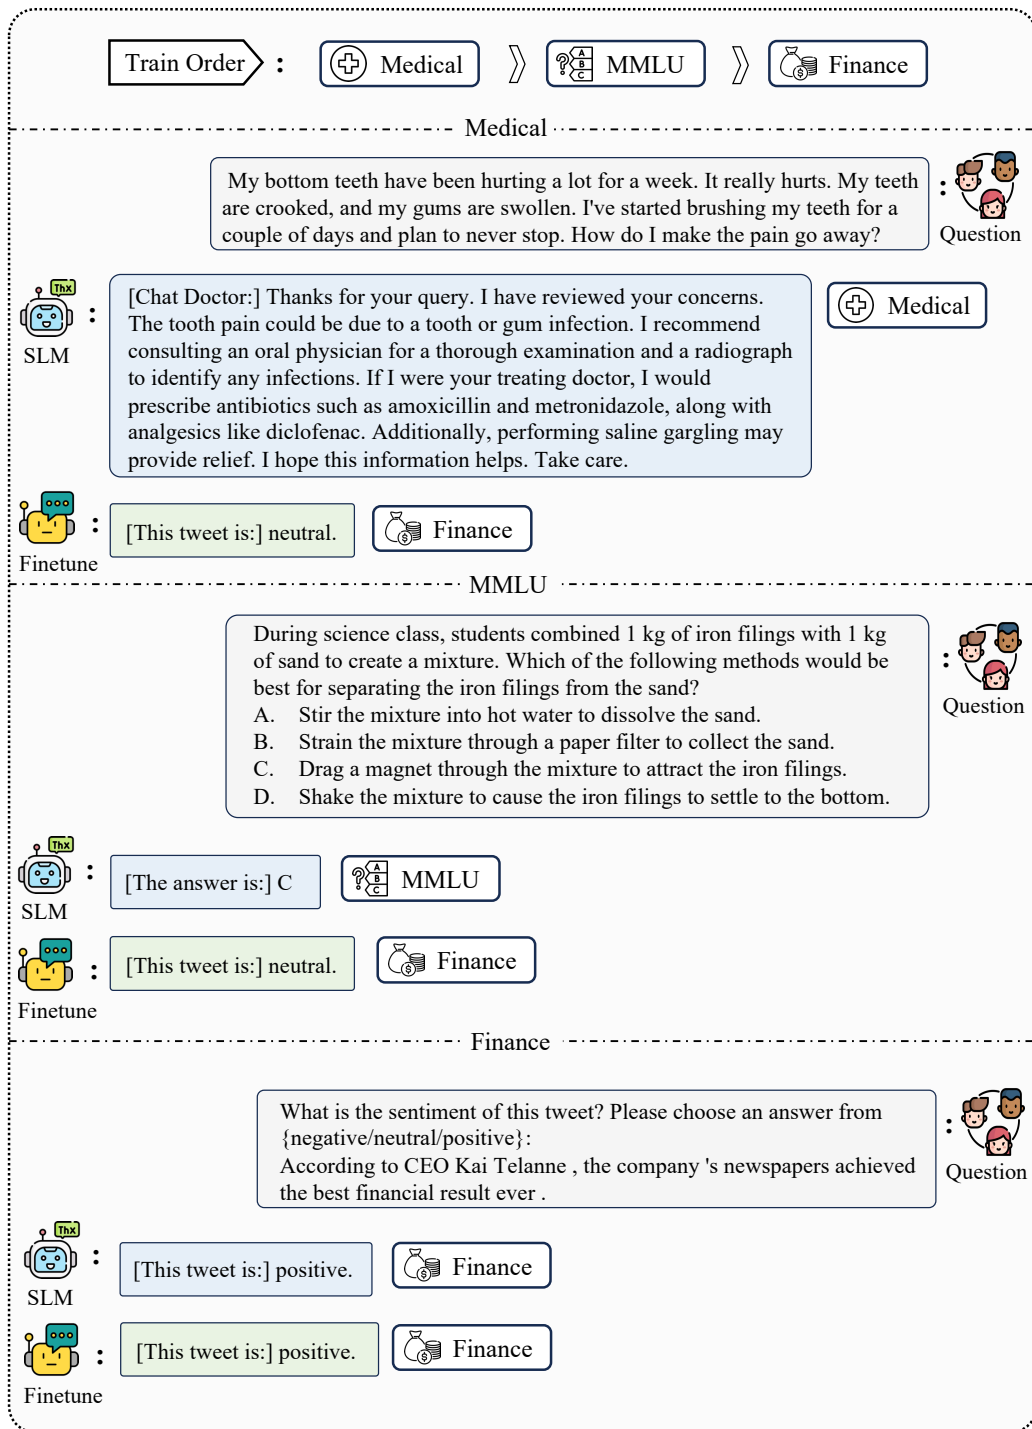 Train Order : Medical MMLU Finance
Medical
My bottom teeth have been hurting a lot for a week. It really hurts. My teeth
are crooked, and my gums are swollen. I've started brushing my teeth for a
couple of days and plan to never stop. How do I make the pain go away?
:
Question
Thx
SLM
:
[Chat Doctor:] Thanks for your query. I have reviewed your concerns.
The tooth pain could be due to a tooth or gum infection. I recommend
consulting an oral physician for a thorough examination and a radiograph
to identify any infections. If I were your treating doctor, I would
prescribe antibiotics such as amoxicillin and metronidazole, along with
analgesics like diclofenac. Additionally, performing saline gargling may
provide relief. I hope this information helps. Take care.
Medical
Finetune
:
[This tweet is:] neutral.
Finance
MMLU
During science class, students combined 1 kg of iron filings with 1 kg
of sand to create a mixture. Which of the following methods would be
best for separating the iron filings from the sand?
A. Stir the mixture into hot water to dissolve the sand.
B. Strain the mixture through a paper filter to collect the sand.
C. Drag a magnet through the mixture to attract the iron filings.
D. Shake the mixture to cause the iron filings to settle to the bottom.
:
Question
Thx
SLM
:
[The answer is:] C
MMLU
Finetune
:
[This tweet is:] neutral.
Finance
Finance
What is the sentiment of this tweet? Please choose an answer from
{negative/neutral/positive}:
According to CEO Kai Telanne , the company 's newspapers achieved
the best financial result ever .
:
Question
Thx
SLM
:
[This tweet is:] positive.
Finance
Finetune
:
[This tweet is:] positive.
Finance